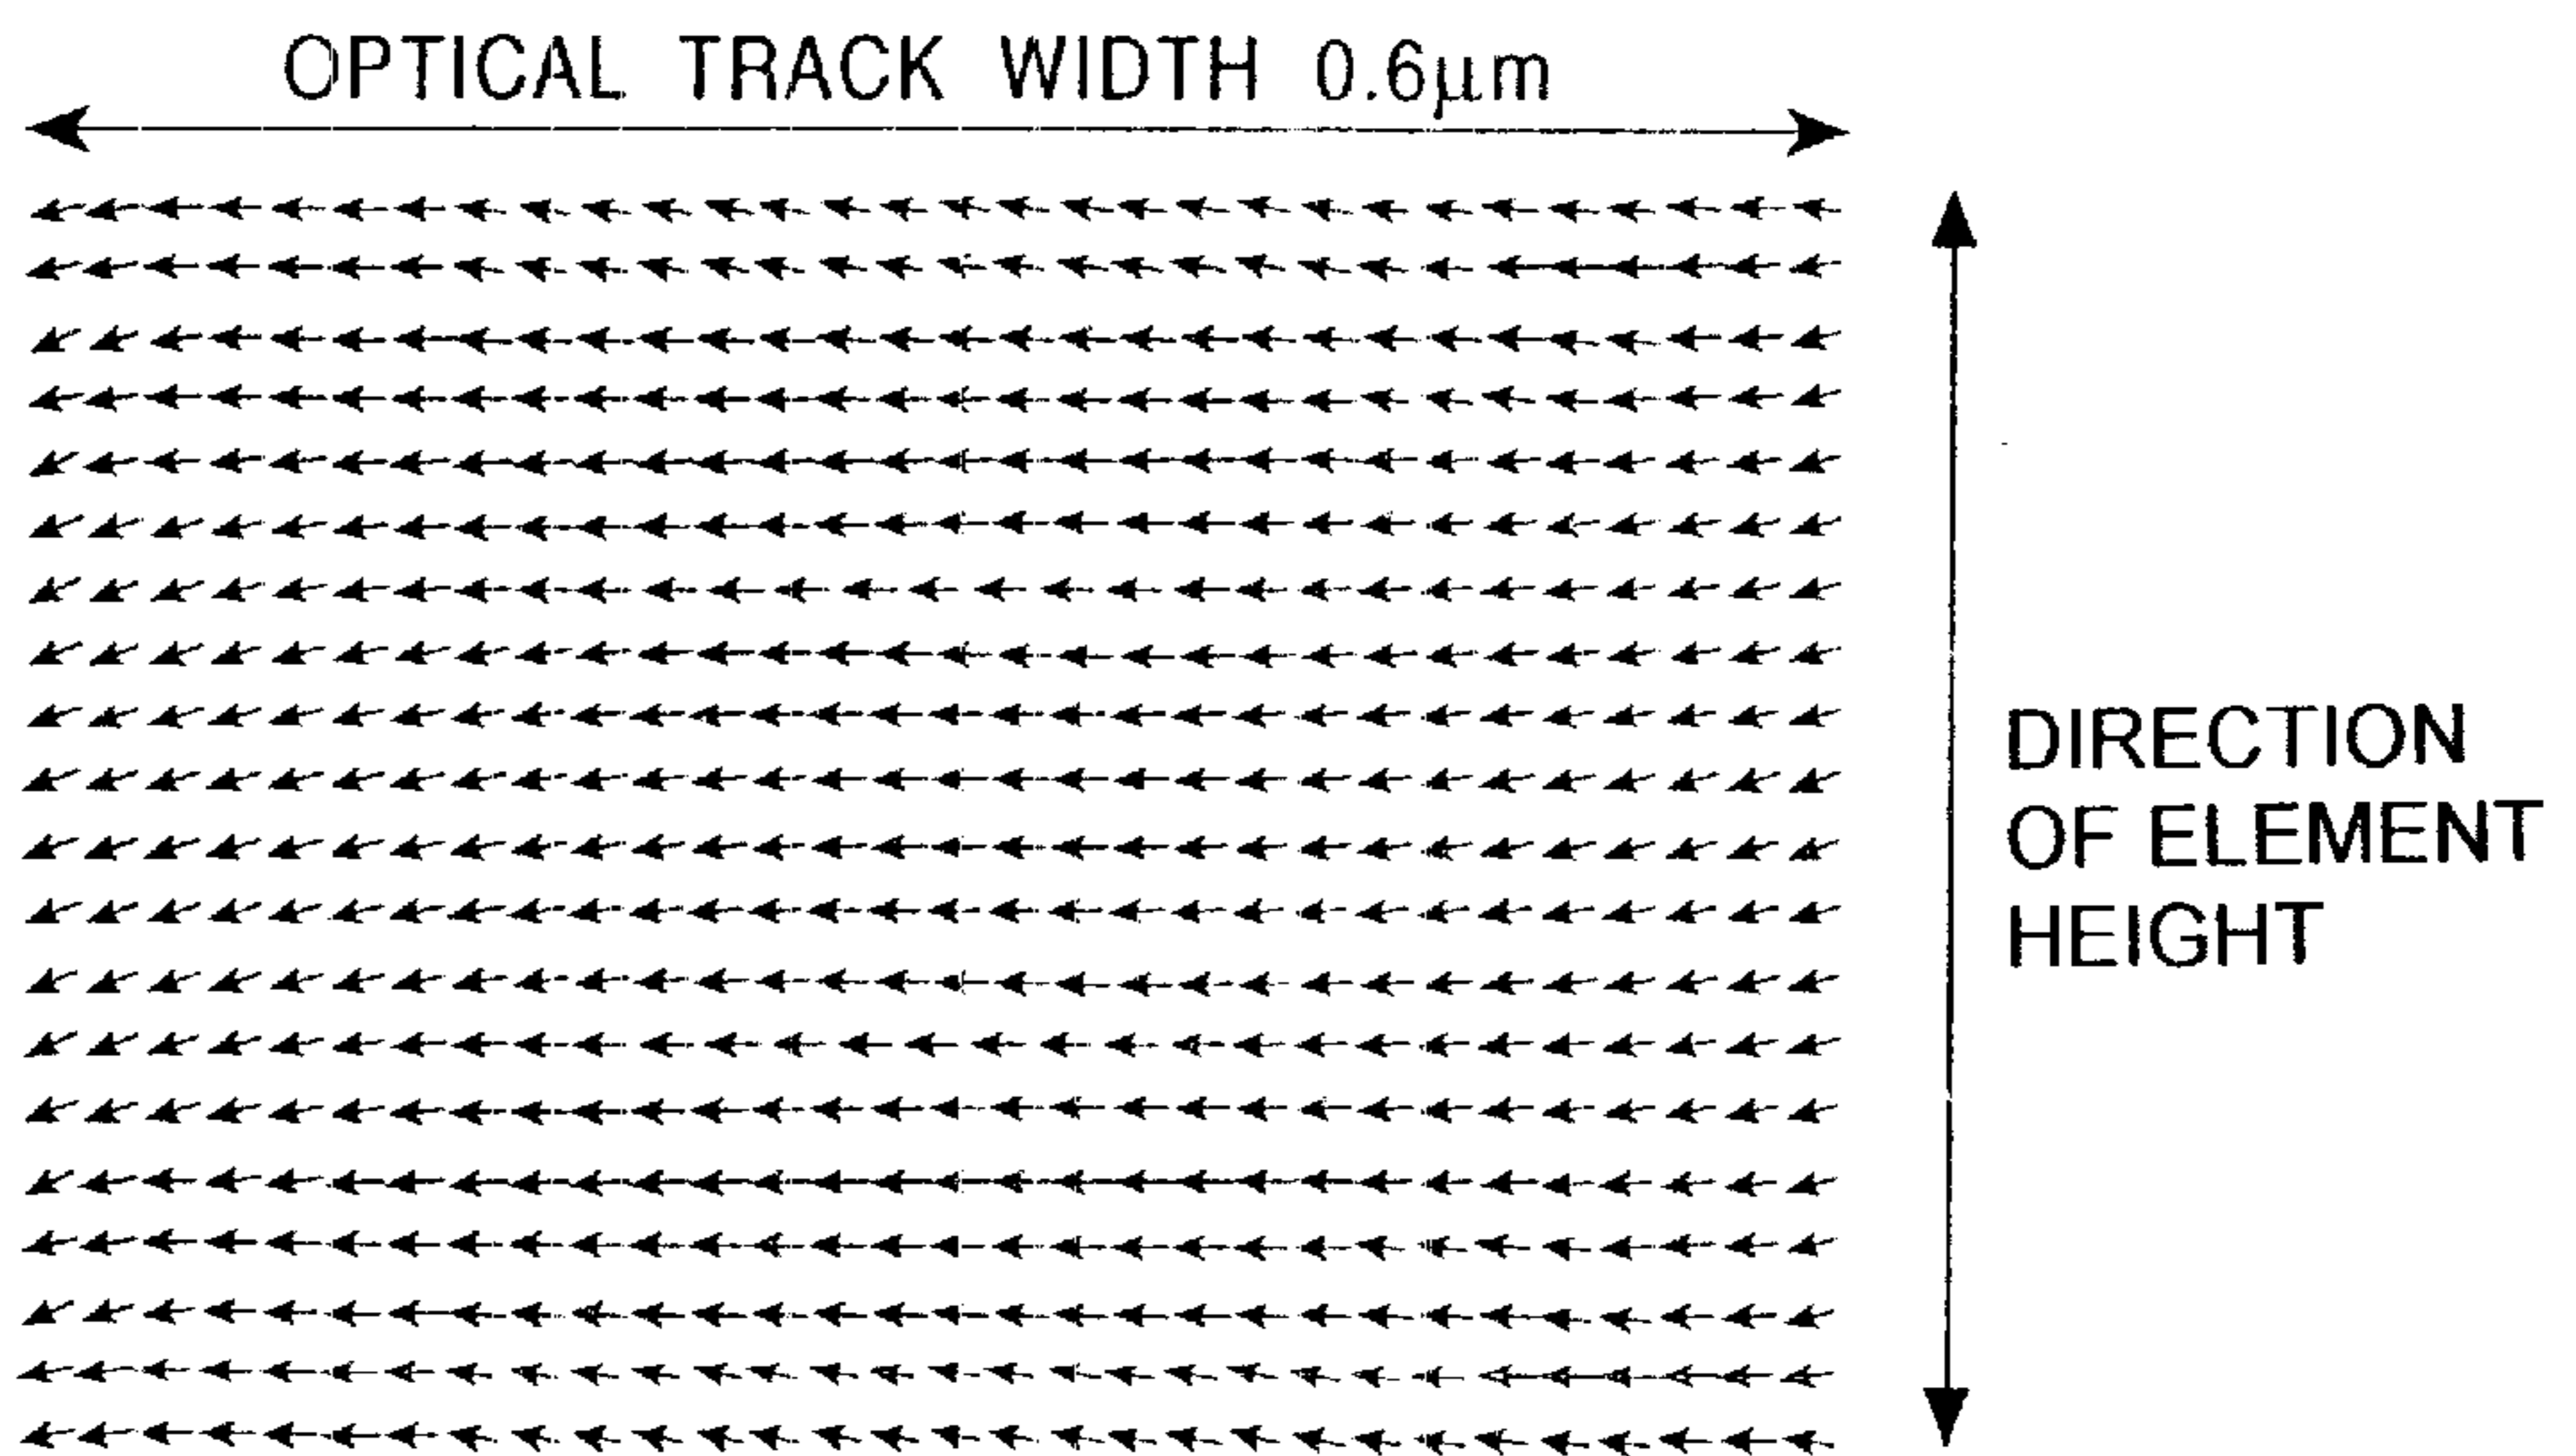 OPTICAL TRACK WIDTH 0.6μm
DIRECTION
OF ELEMENT
HEIGHT